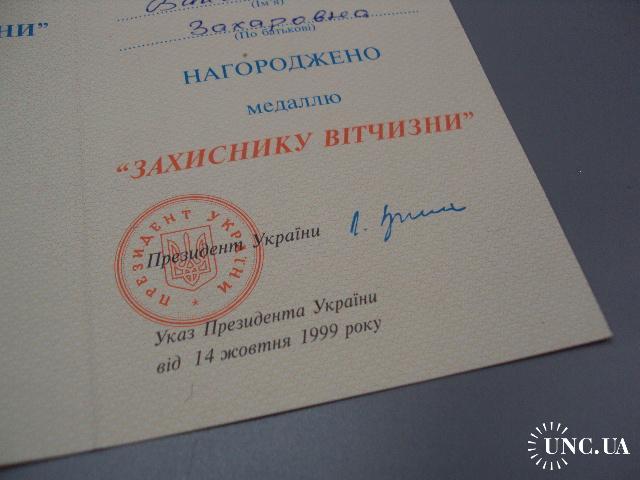 НИ”
(Ім'я)
Захаровна
(По батькові)
НАГОРОДЖЕНО
медаллю
“ЗАХИСНИКУ ВІТЧИЗНИ”
ПРЕЗИДЕНТ УКРАЇНИ
Президент України
Указ Президента України
від 14 жовтня 1999 року
UNC.UA